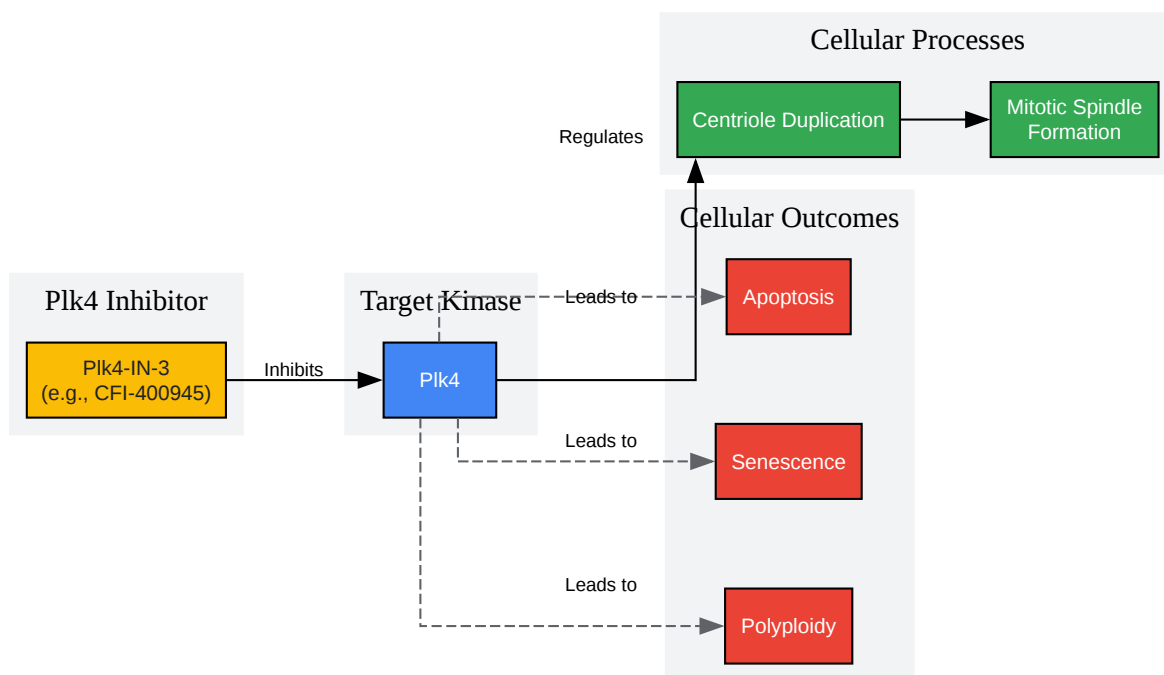 Cellular Processes
Centriole Duplication
Mitotic Spindle
Formation
Regulates
Cellular Outcomes
Plk4 Inhibitor
Target Kinase
Leads to
Apoptosis
Plk4-IN-3
(e.g., CFI-400945)
Inhibits
Plk4
Leads to
Senescence
Leads to
Polyploidy